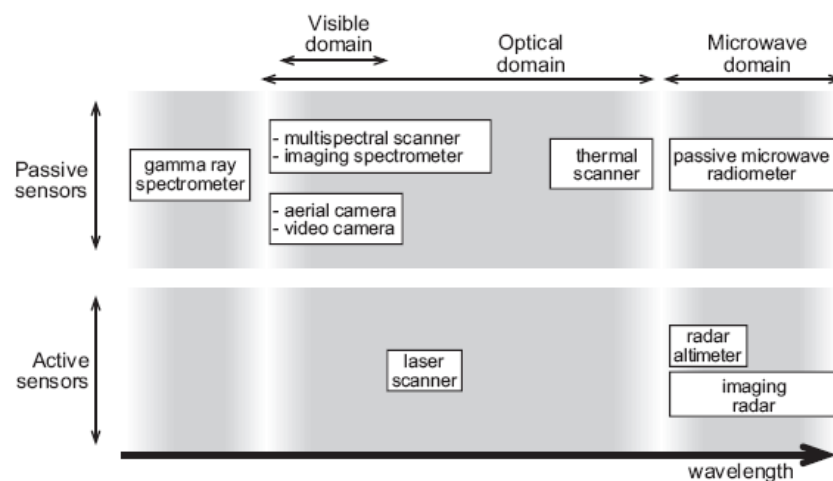 Visible
domain
Optical
domain
Microwave
domain
Passive
sensors
gamma ray
spectrometer
- multispectral scanner
- imaging spectrometer
- aerial camera
- video camera
thermal
scanner
passive microwave
radiometer
Active
sensors
laser
scanner
radar
altimeter
imaging
radar
wavelength